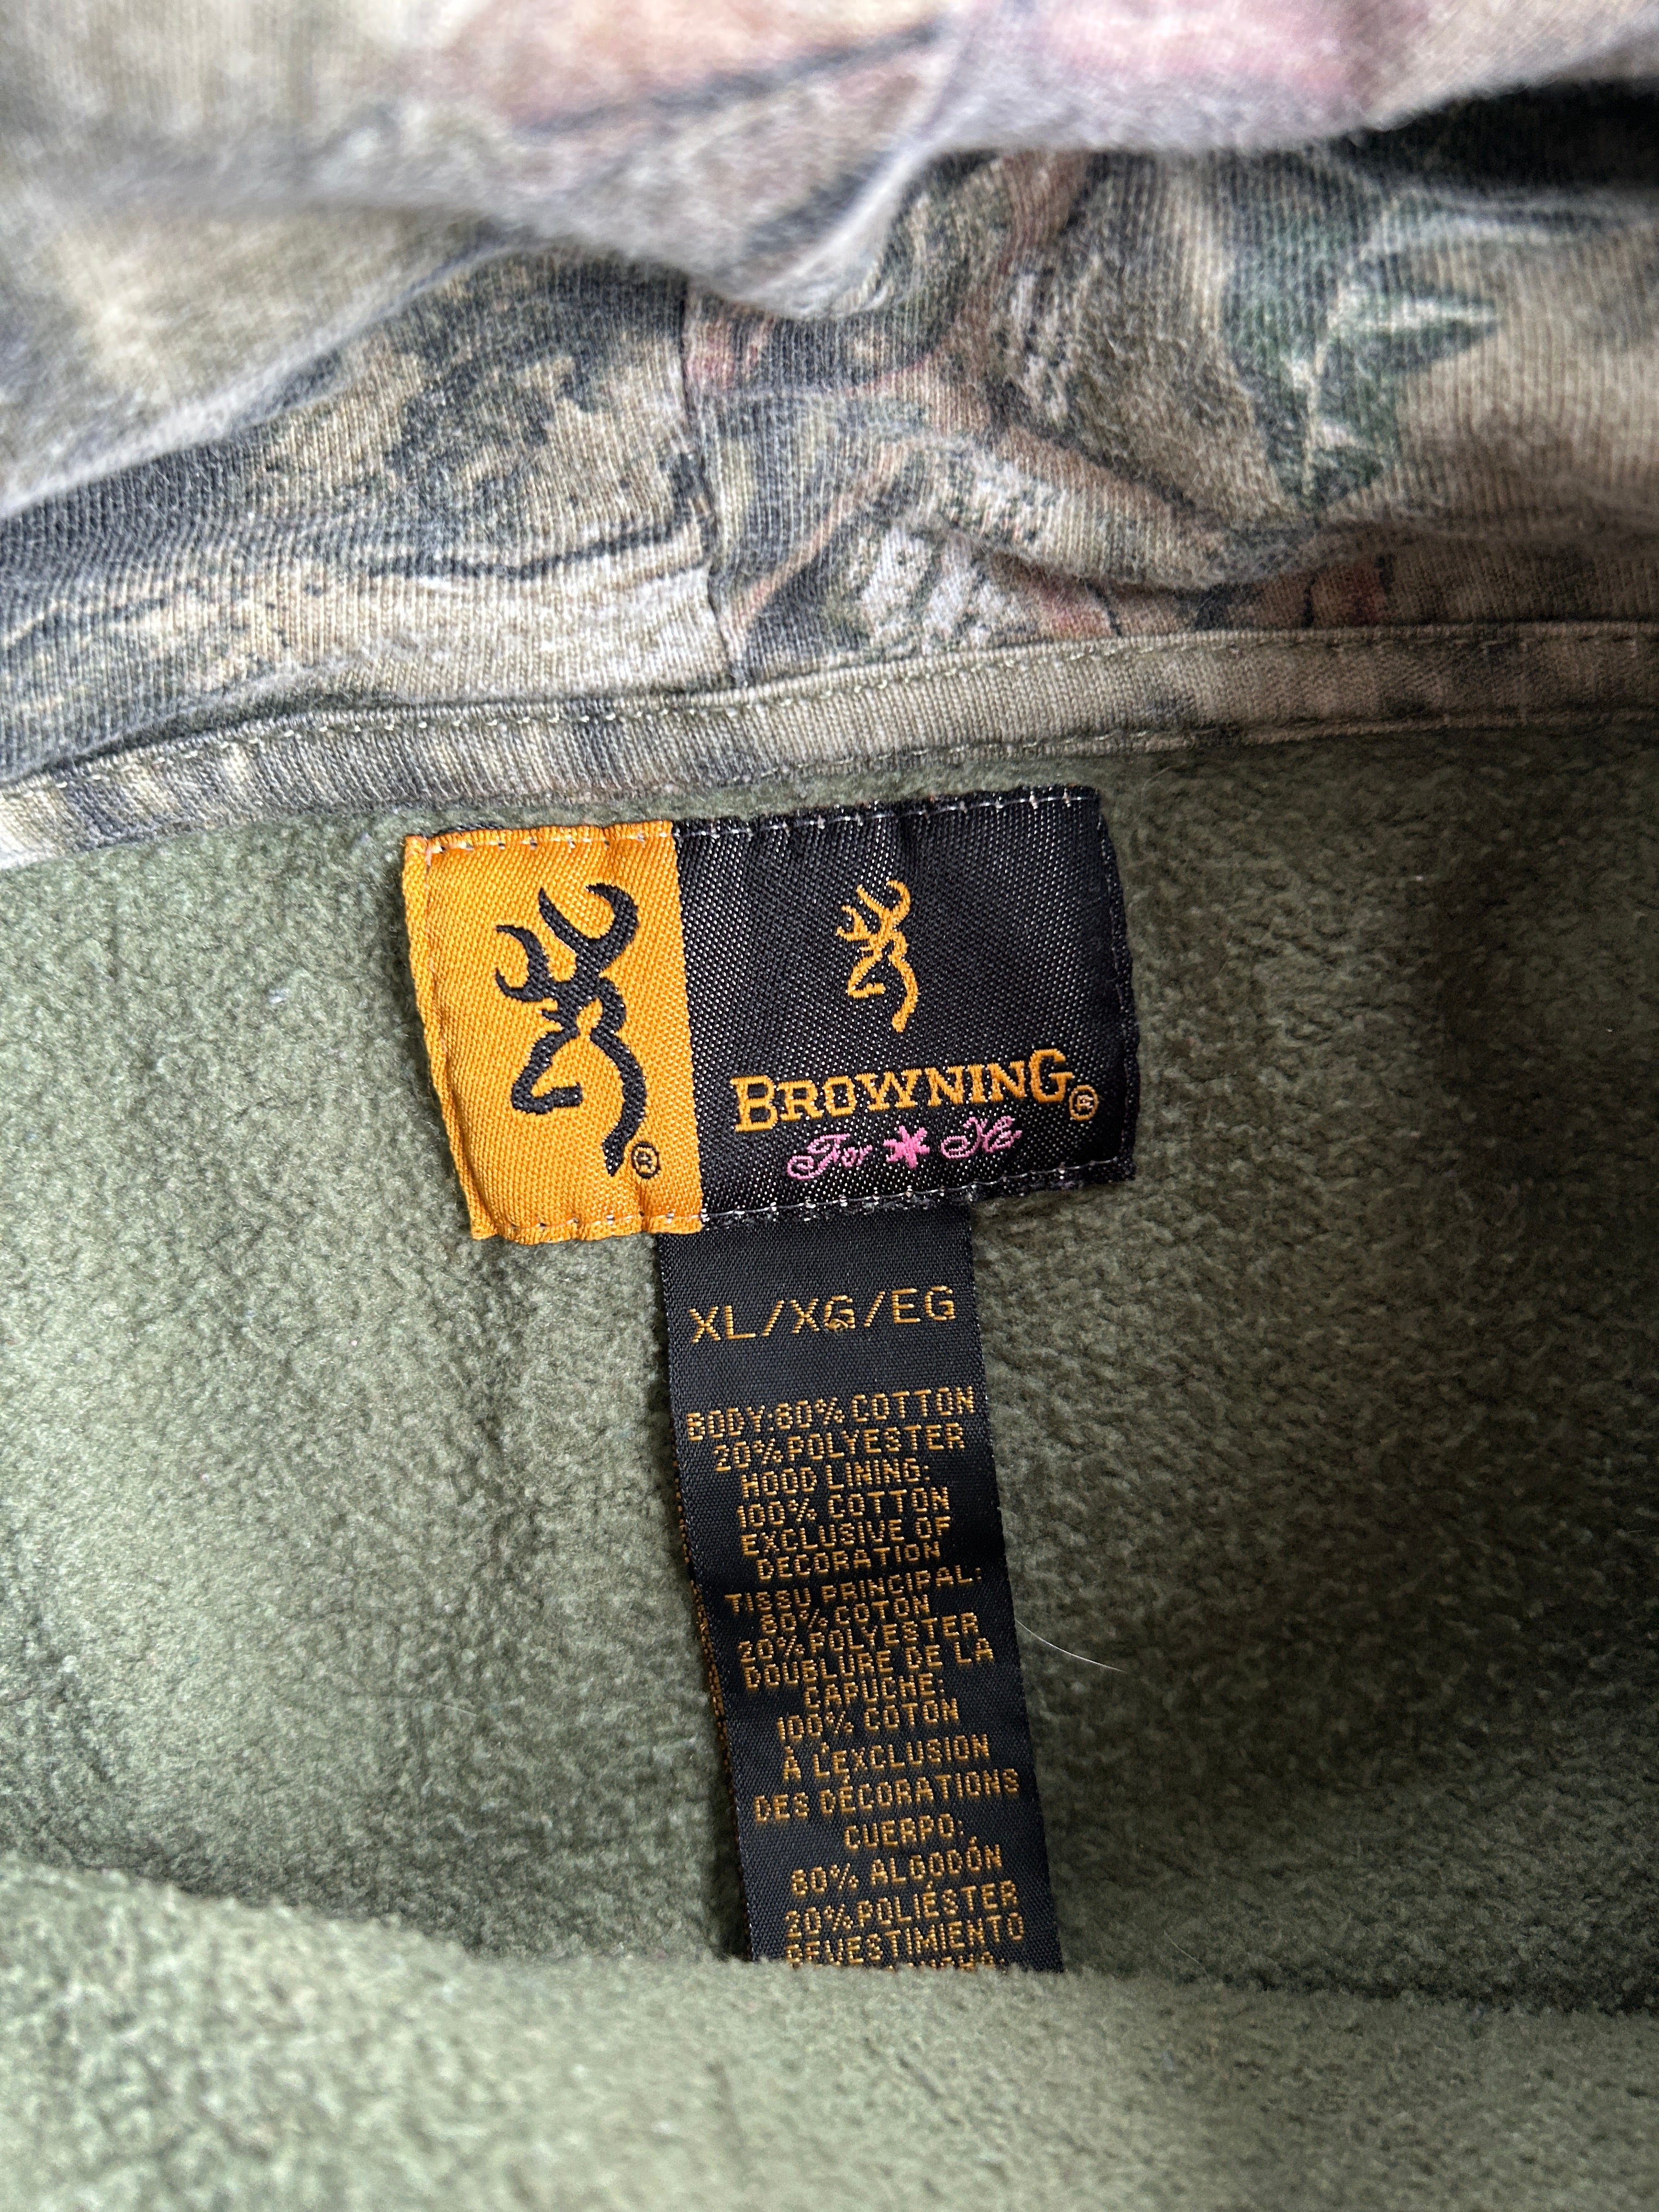 ®
BROWNING®
For * Her
XL/XG/EG
BODY:80% COTTON
20% POLYESTER
HOOD LINING:
100% COTTON
EXCLUSIVE OF
DECORATION
TISSU PRINCIPAL:
80% COTON
20% POLYESTER
DOUBLURE DE LA
CAPUCHE:
100% COTON
À L'EXCLUSION
DES DÉCORATIONS
CUERPO:
80% ALGODÓN
20% POLIÉSTER
REVESTIMIENTO